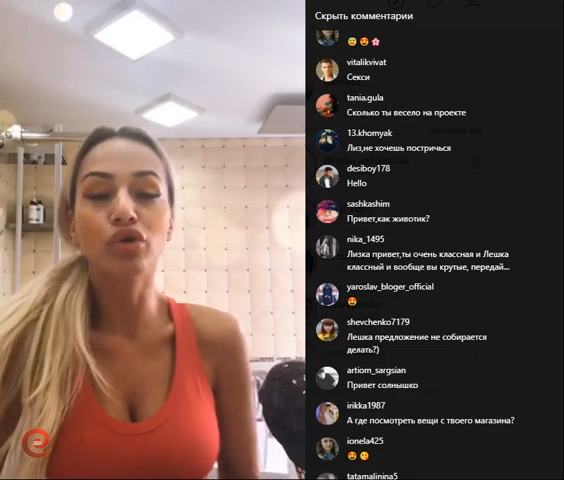 Скрыть комментарии
😇😍🌸
vitalikvivat
Секси
tania.gula
Сколько ты весело на проекте
13.khomyak
Лиз,не хочешь постричься
desiboy178
Hello
sashkashim
Привет,как животик?
nika_1495
Лизка привет,ты очень классная и Лешка
классный и вообще вы крутые, передай...
yaroslav_bloger_official
😍
shevchenko7179
Лешка предложение не собирается
делать?)
artiom_sargsian
Привет солнышко
irikka1987
А где посмотреть вещи с твоего магазина?
ionela425
😍😘
tatamalinina5